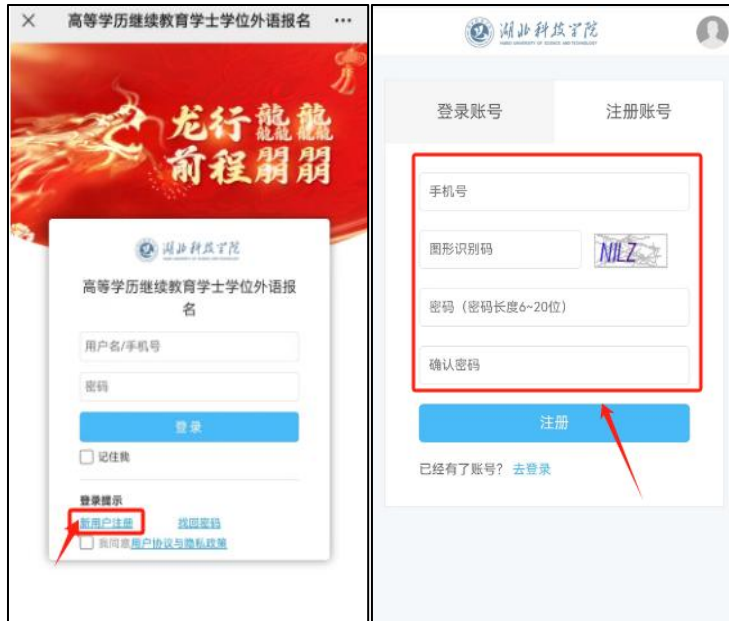 高等学历继续教育学士学位外语报名
龙行龘龘
前程朤朤
湖北科技学院
高等学历继续教育学士学位外语报
名
用户名/手机号
密码
登录
记住我
登录提示
新用户注册 找回密码
我同意用户协议与隐私政策
湖北科技学院
HUBEI UNIVERSITY OF SCIENCE AND TECHNOLOGY
登录账号 注册账号
手机号
图形识别码 NILZ
密码（密码长度6~20位）
确认密码
注册
已经有了账号？ 去登录